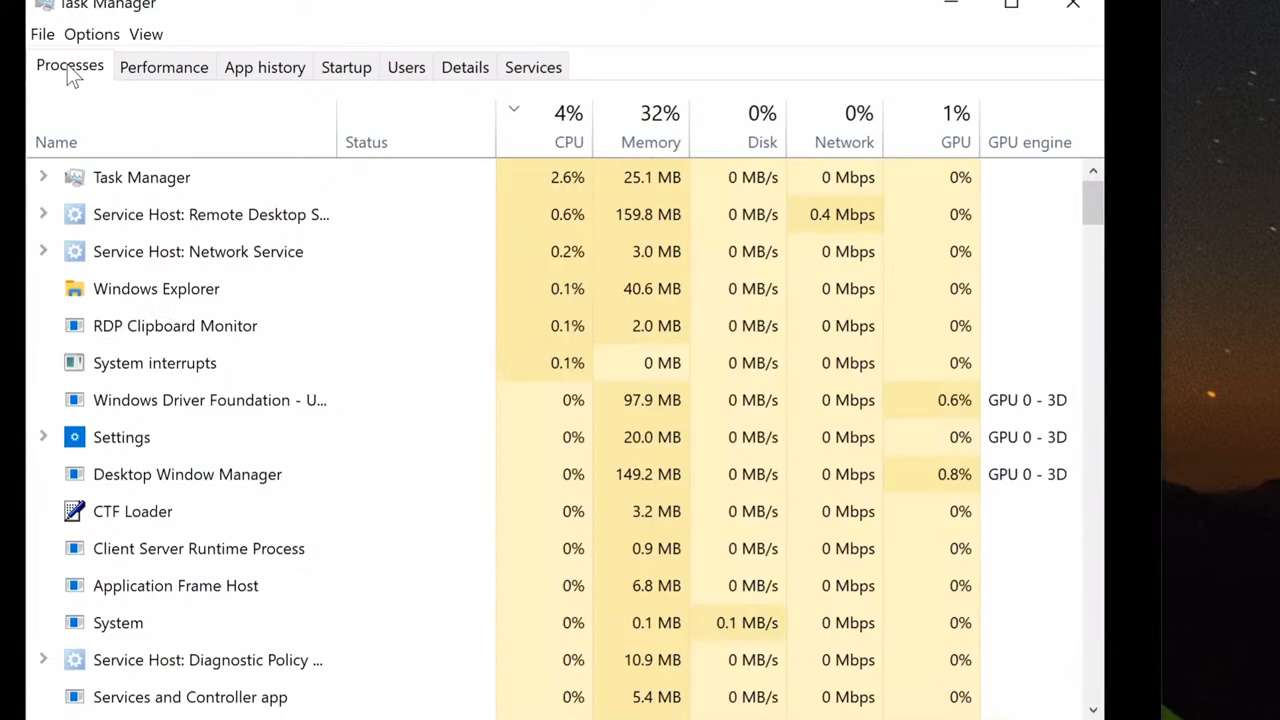 Task Manager
File Options View
Processes Performance App history Startup Users Details Services
4% 32% 0% 0% 1%
Name Status CPU Memory Disk Network GPU GPU engine
Task Manager 2.6% 25.1 MB 0 MB/s 0 Mbps 0%
Service Host: Remote Desktop S... 0.6% 159.8 MB 0 MB/s 0.4 Mbps 0%
Service Host: Network Service 0.2% 3.0 MB 0 MB/s 0 Mbps 0%
Windows Explorer 0.1% 40.6 MB 0 MB/s 0 Mbps 0%
RDP Clipboard Monitor 0.1% 2.0 MB 0 MB/s 0 Mbps 0%
System interrupts 0.1% 0 MB 0 MB/s 0 Mbps 0%
Windows Driver Foundation - U... 0% 97.9 MB 0 MB/s 0 Mbps 0.6% GPU 0 - 3D
Settings 0% 20.0 MB 0 MB/s 0 Mbps 0% GPU 0 - 3D
Desktop Window Manager 0% 149.2 MB 0 MB/s 0 Mbps 0.8% GPU 0 - 3D
CTF Loader 0% 3.2 MB 0 MB/s 0 Mbps 0%
Client Server Runtime Process 0% 0.9 MB 0 MB/s 0 Mbps 0%
Application Frame Host 0% 6.8 MB 0 MB/s 0 Mbps 0%
System 0% 0.1 MB 0.1 MB/s 0 Mbps 0%
Service Host: Diagnostic Policy ... 0% 10.9 MB 0 MB/s 0 Mbps 0%
Services and Controller app 0% 5.4 MB 0 MB/s 0 Mbps 0%